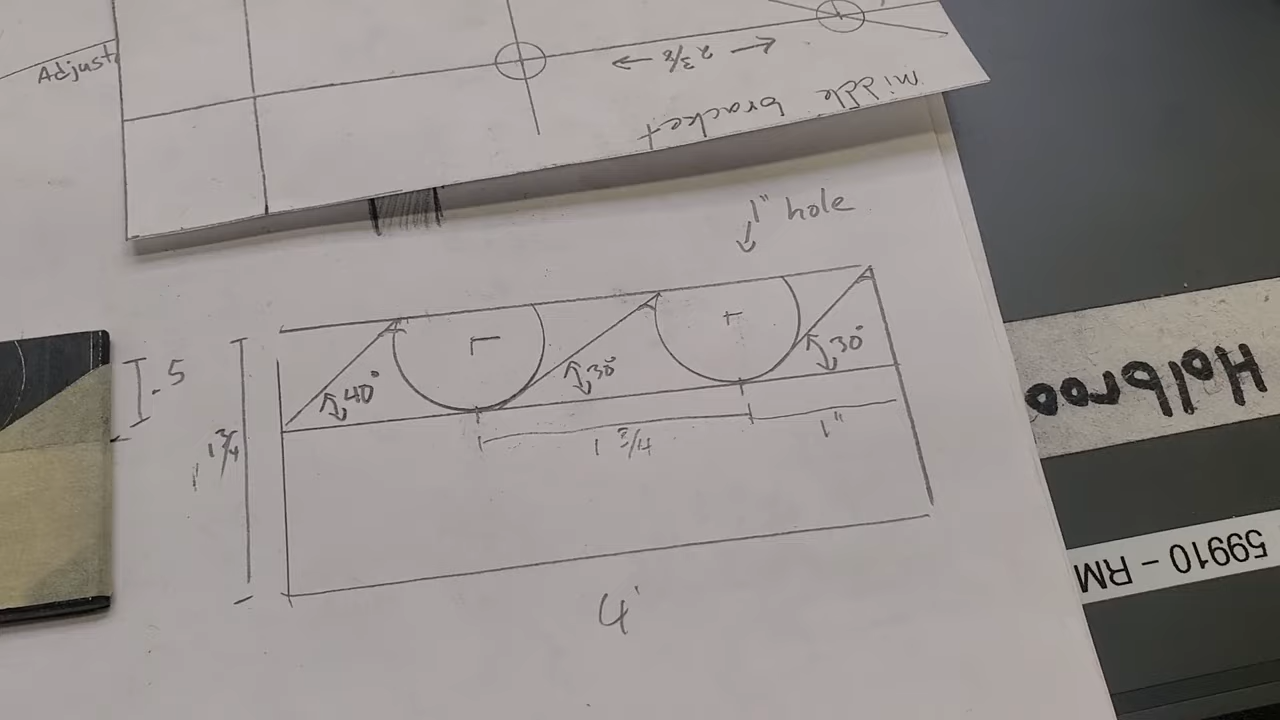 Adjust
2 3/8
middle bracket
1" hole
.5
40°
30°
30°
1 3/4
1 3/4
1"
4'
Holbroo
59910 - RM